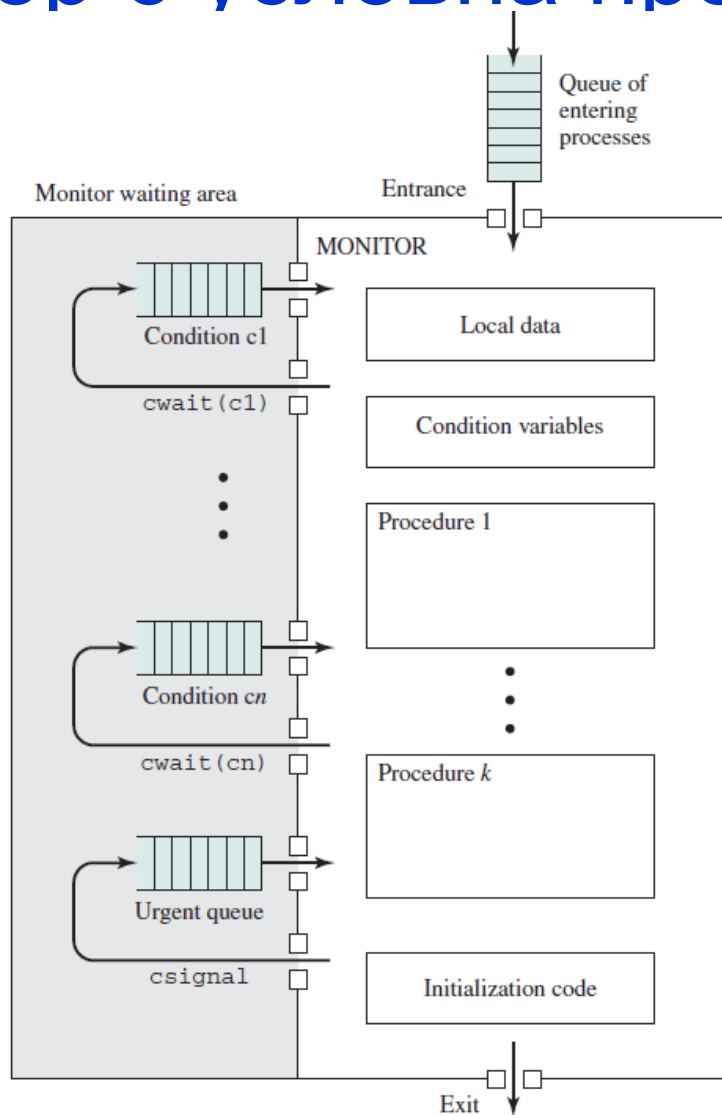 Queue of
entering
processes
Entrance
Monitor waiting area
MONITOR
Condition c1
cwait(c1)
Local data
Condition variables
Procedure 1
Condition cn
cwait(cn)
Procedure k
Urgent queue
csignal
Initialization code
Exit